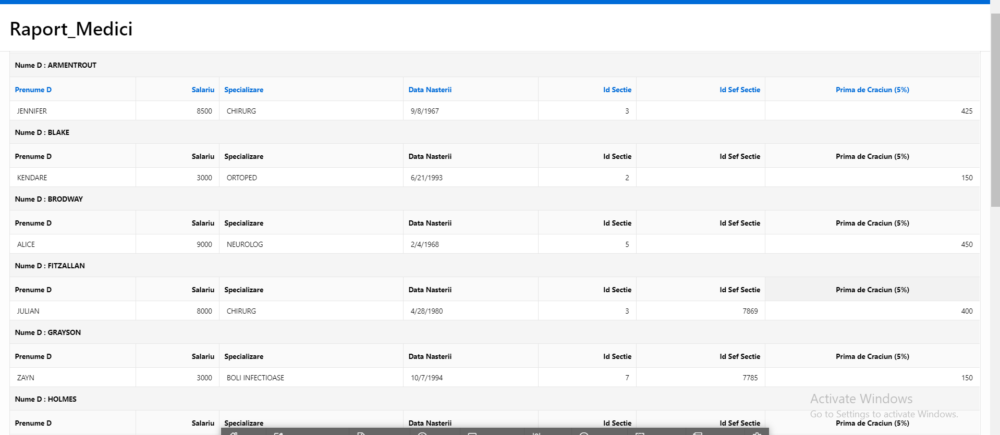 Raport_Medici
Nume D : ARMENTROUT
Prenume D Salariu Specializare Data Nasterii Id Sectie Id Sef Sectie Prima de Craciun (5%)
JENNIFER 8500 CHIRURG 9/8/1967 3 425
Nume D : BLAKE
Prenume D Salariu Specializare Data Nasterii Id Sectie Id Sef Sectie Prima de Craciun (5%)
KENDARE 3000 ORTOPED 6/21/1993 2 150
Nume D : BRODWAY
Prenume D Salariu Specializare Data Nasterii Id Sectie Id Sef Sectie Prima de Craciun (5%)
ALICE 9000 NEUROLOG 2/4/1968 5 450
Nume D : FITZALLAN
Prenume D Salariu Specializare Data Nasterii Id Sectie Id Sef Sectie Prima de Craciun (5%)
JULIAN 8000 CHIRURG 4/28/1980 3 7869 400
Nume D : GRAYSON
Prenume D Salariu Specializare Data Nasterii Id Sectie Id Sef Sectie Prima de Craciun (5%)
ZAYN 3000 BOLI INFECTIOASE 10/7/1994 7 7785 150
Nume D : HOLMES
Activate Windows
Go to Settings to activate Windows.
Prenume D Salariu Specializare Data Nasterii Id Sectie Id Sef Sectie Prima de Craciun (5%)